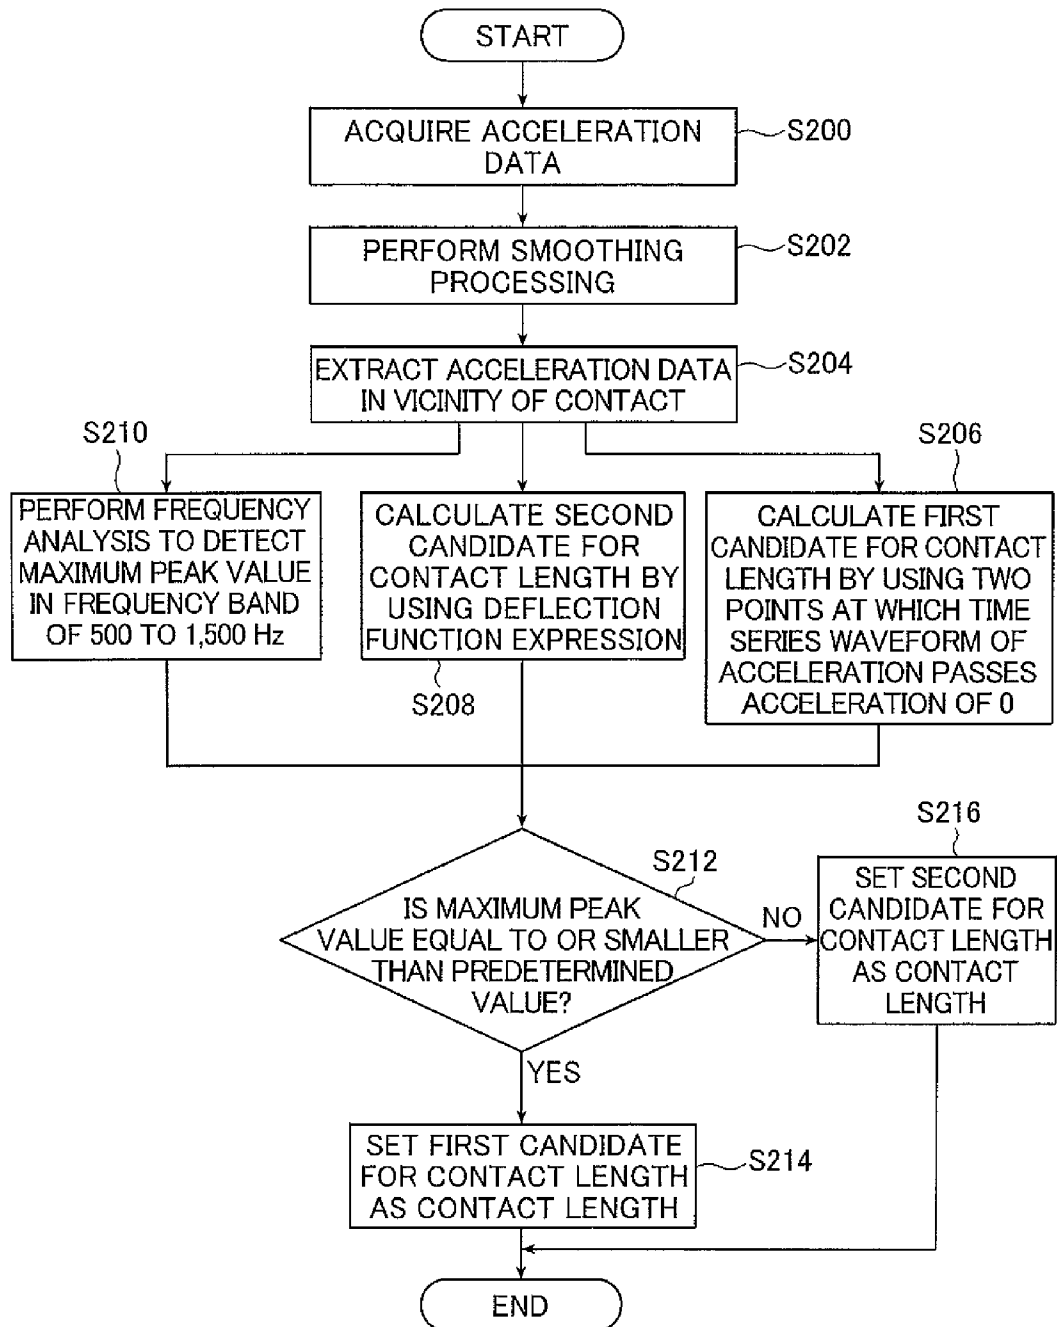 START
ACQUIRE ACCELERATION
DATA
S200
PERFORM SMOOTHING
PROCESSING
S202
EXTRACT ACCELERATION DATA
IN VICINITY OF CONTACT
S204
S210
PERFORM FREQUENCY
ANALYSIS TO DETECT
MAXIMUM PEAK VALUE
IN FREQUENCY BAND
OF 500 TO 1,500 Hz
CALCULATE SECOND
CANDIDATE FOR
CONTACT LENGTH BY
USING DEFLECTION
FUNCTION EXPRESSION
S208
S206
CALCULATE FIRST
CANDIDATE FOR CONTACT
LENGTH BY USING TWO
POINTS AT WHICH TIME
SERIES WAVEFORM OF
ACCELERATION PASSES
ACCELERATION OF 0
S212
IS MAXIMUM PEAK
VALUE EQUAL TO OR SMALLER
THAN PREDETERMINED
VALUE?
NO
S216
SET SECOND
CANDIDATE FOR
CONTACT LENGTH
AS CONTACT
LENGTH
YES
SET FIRST CANDIDATE
FOR CONTACT LENGTH
AS CONTACT LENGTH
S214
END